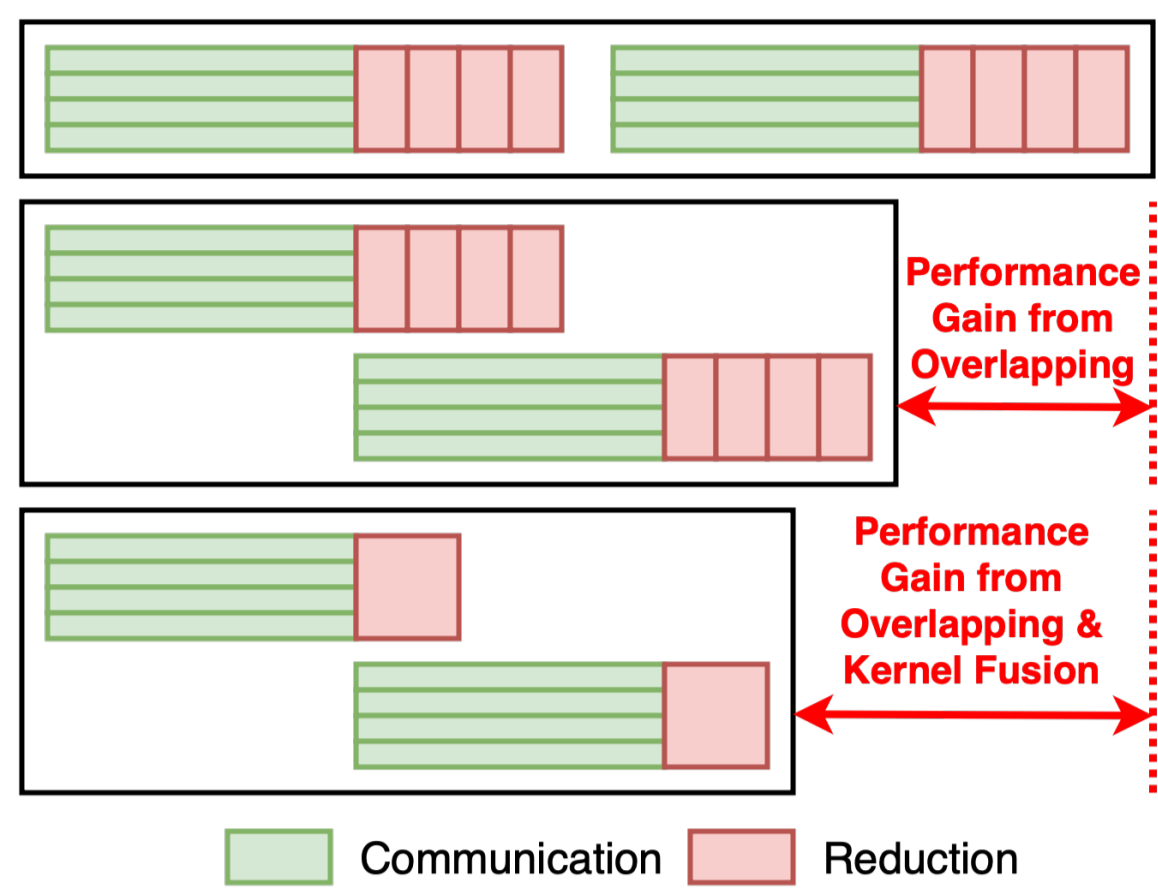 Performance
Gain from
Overlapping
Performance
Gain from
Overlapping &
Kernel Fusion
Communication
Reduction